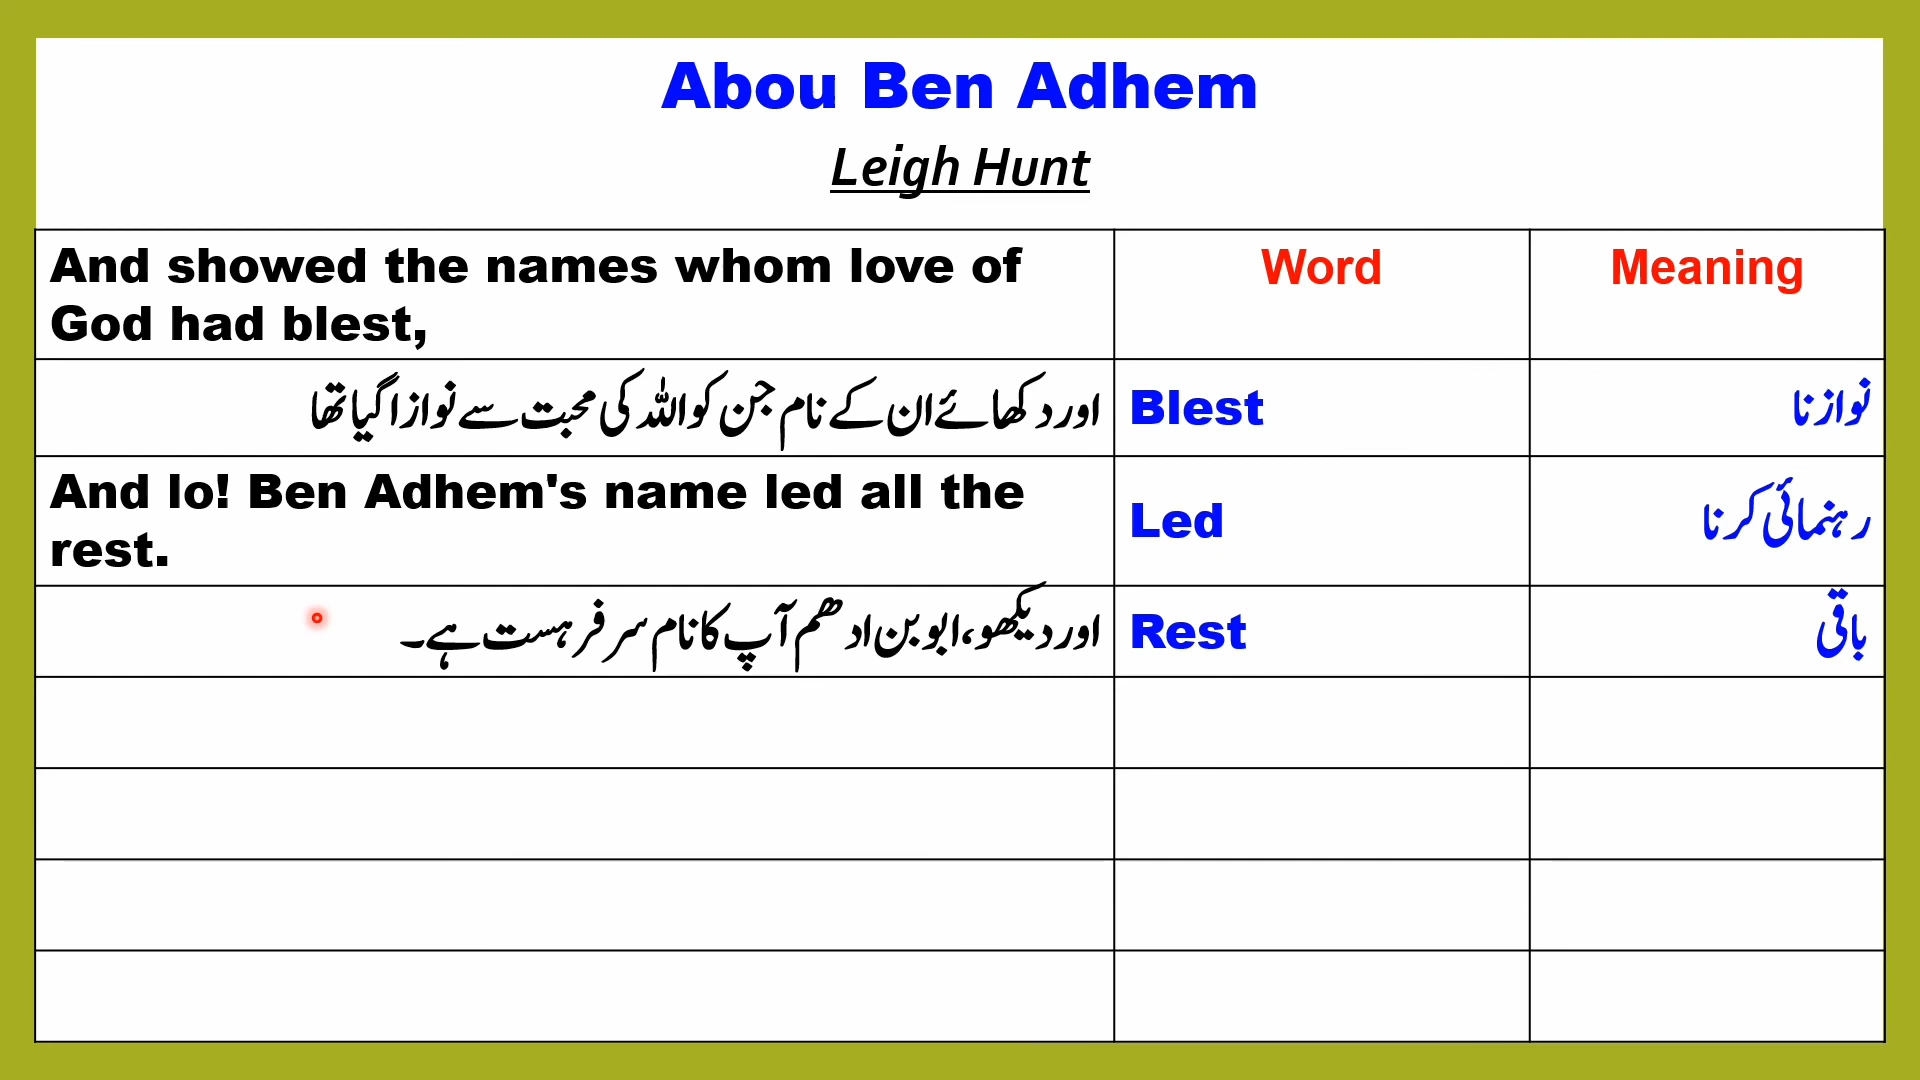 Abou Ben Adhem
Leigh Hunt
And showed the names whom love of
God had blest,
Word
Meaning
اور دکھائے ان کے نام جن کو اللہ کی محبت سے نوازا گیا تھا
Blest
نوازنا
And lo! Ben Adhem's name led all the
rest.
Led
رہنمائی کرنا
اور دیکھو، ابو بن ادھم آپ کا نام سر فرہست ہے۔
Rest
باقی